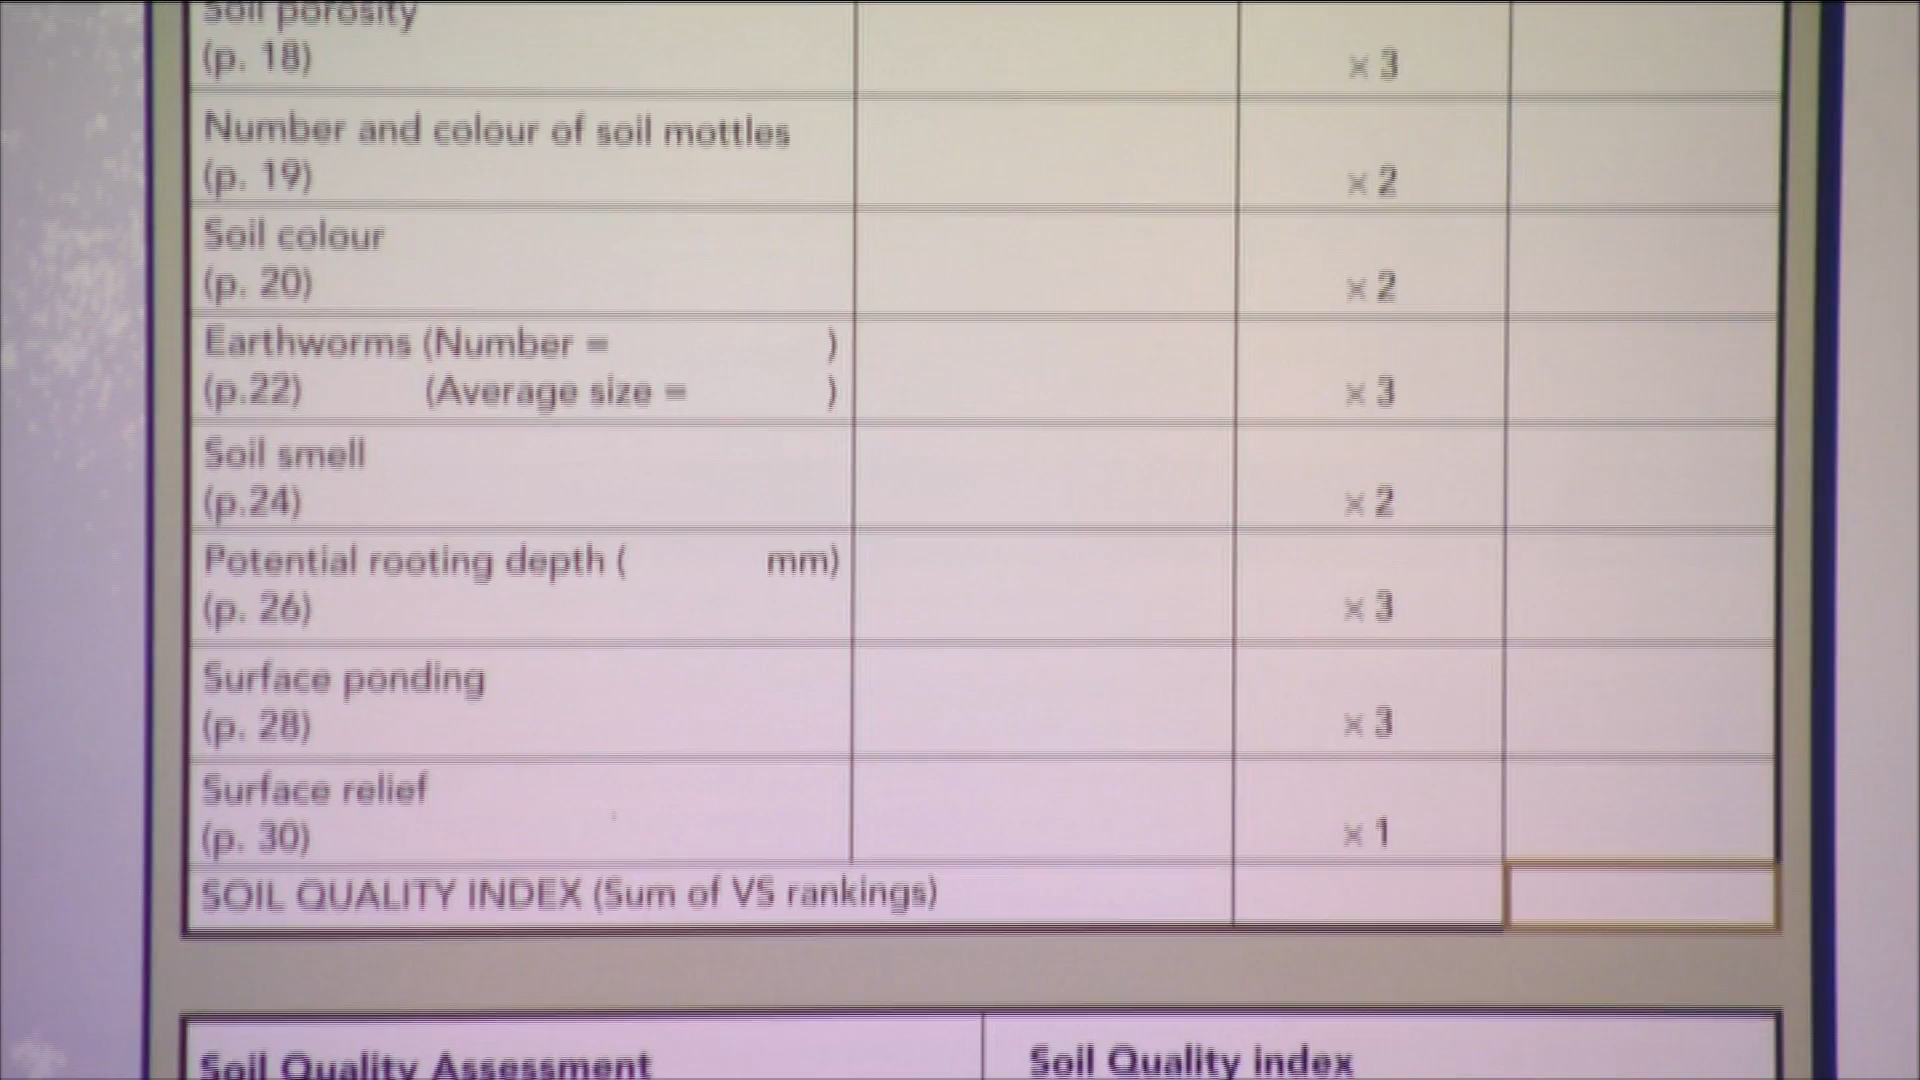 Soil porosity
(p. 18)
× 3
Number and colour of soil mottles
(p. 19)
× 2
Soil colour
(p. 20)
× 2
Earthworms (Number = )
(p.22) (Average size = )
× 3
Soil smell
(p.24)
× 2
Potential rooting depth ( mm)
(p. 26)
× 3
Surface ponding
(p. 28)
× 3
Surface relief
(p. 30)
× 1
SOIL QUALITY INDEX (Sum of VS rankings)
Soil Quality Assessment
Soil Quality index